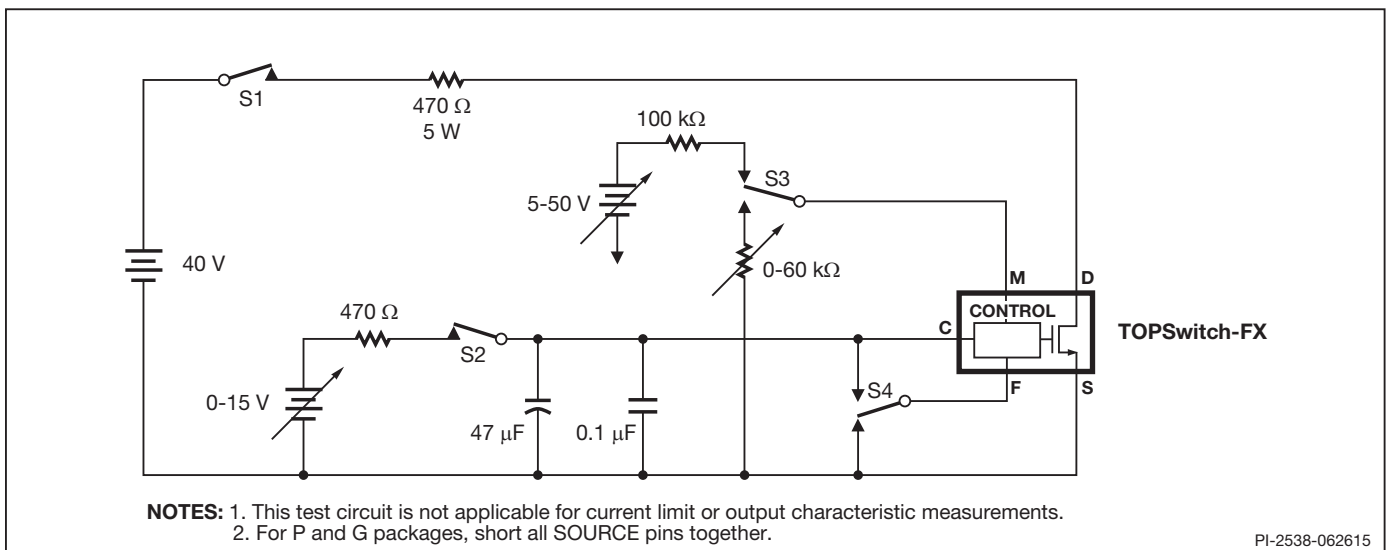 S1
470 Ω
5 W
100 kΩ
S3
5-50 V
40 V
0-60 kΩ
M
D
470 Ω
CONTROL
C
TOPSwitch-FX
S2
0-15 V
S4
F
S
47 µF
0.1 µF
NOTES: 1. This test circuit is not applicable for current limit or output characteristic measurements.
2. For P and G packages, short all SOURCE pins together.
PI-2538-062615